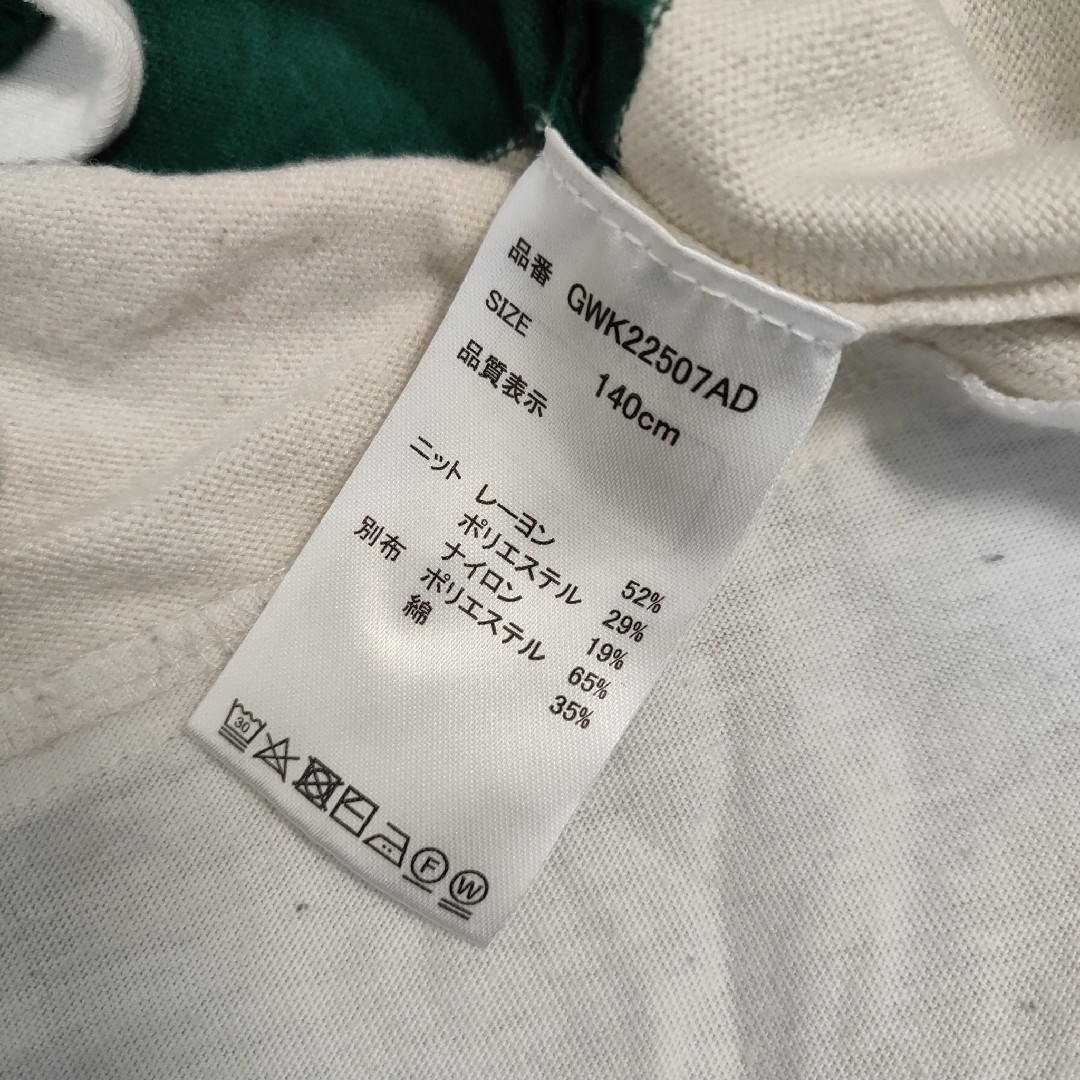 品番 GWK22507AD
SIZE 140cm
品質表示
ニット レーヨン 52%
ポリエステル 29%
ナイロン 19%
別布 ポリエステル 65%
綿 35%
30
F
W